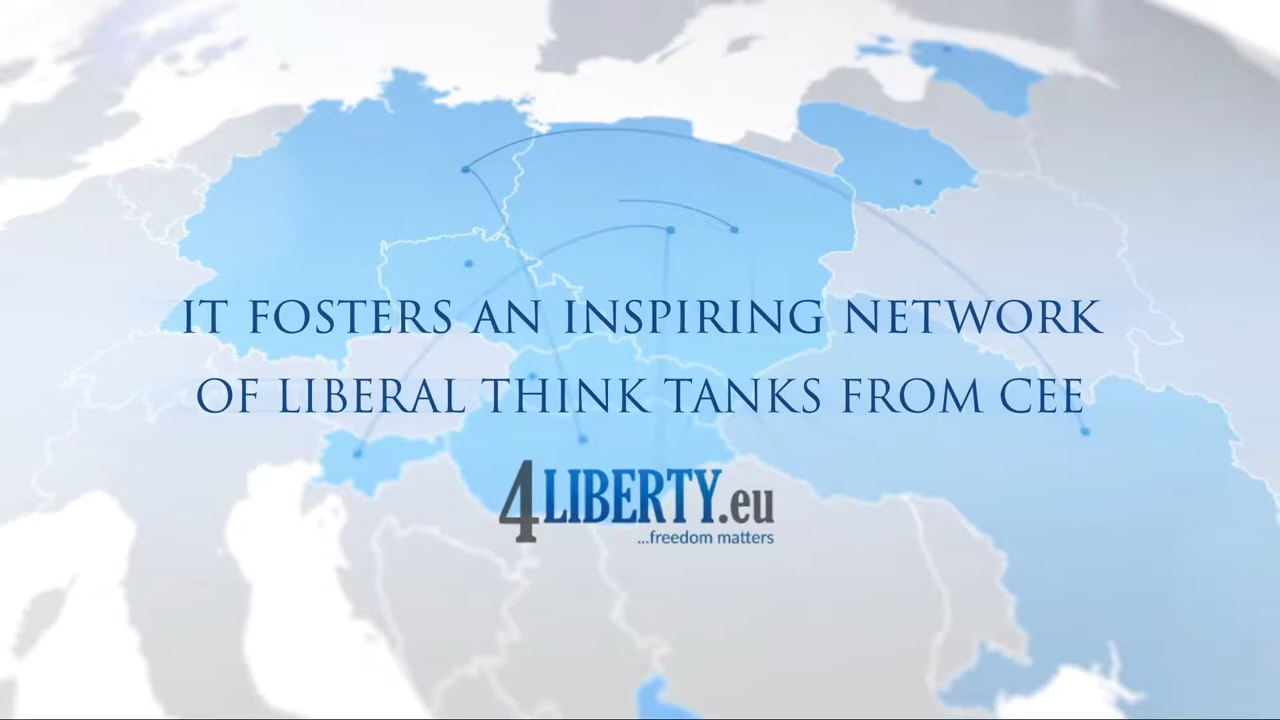 IT FOSTERS AN INSPIRING NETWORK
OF LIBERAL THINK TANKS FROM CEE
4LIBERTY.eu
...freedom matters